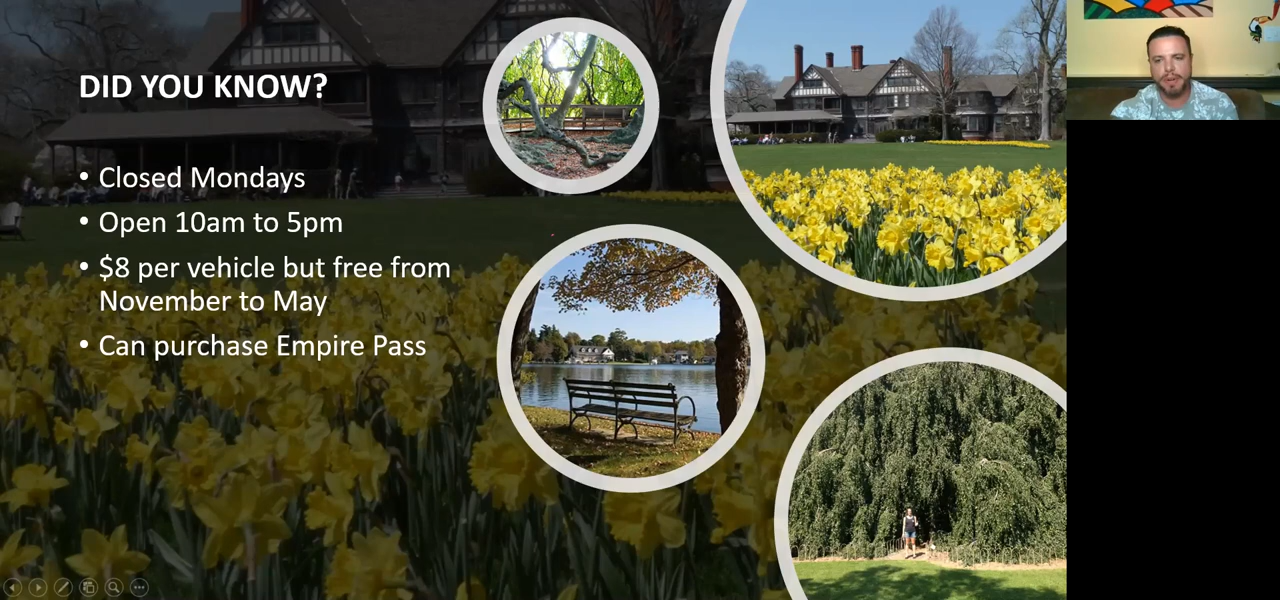 DID YOU KNOW?
• Closed Mondays
• Open 10am to 5pm
• $8 per vehicle but free from
November to May
• Can purchase Empire Pass